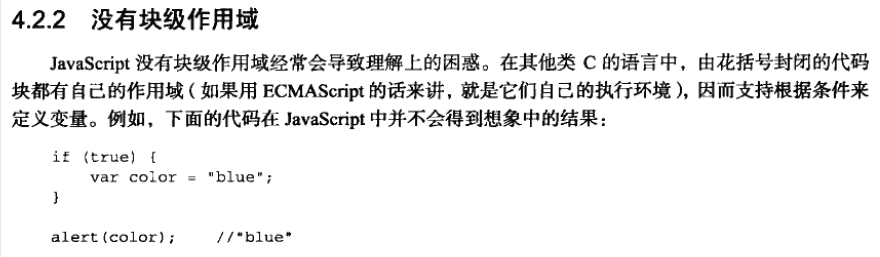 4.2.2 没有块级作用域
JavaScript 没有块级作用域经常会导致理解上的困惑。在其他类 C 的语言中，由花括号封闭的代码
块都有自己的作用域（如果用 ECMAScript 的话来讲，就是它们自己的执行环境），因而支持根据条件来
定义变量。例如，下面的代码在 JavaScript 中并不会得到想象中的结果：
if (true) {
    var color = "blue";
}
alert(color);    //"blue"